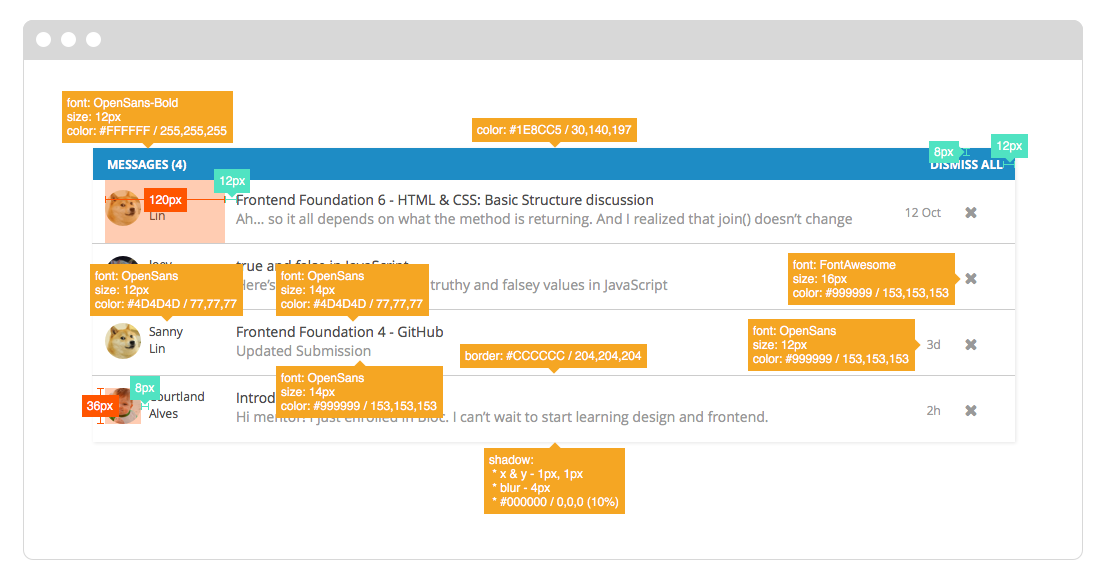 font: OpenSans-Bold
size: 12px
color: #FFFFFF / 255,255,255
color: #1E8CC5 / 30,140,197
8px
12px
MESSAGES (4)
DISMISS ALL
12px
120px
Lin
Frontend Foundation 6 - HTML & CSS: Basic Structure discussion
Ah... so it all depends on what the method is returning. And I realized that join() doesn’t change
12 Oct
✖
true and false in JavaScript
truthy and falsey values in JavaScript
✖
font: OpenSans
size: 12px
color: #4D4D4D / 77,77,77
font: OpenSans
size: 14px
color: #4D4D4D / 77,77,77
font: FontAwesome
size: 16px
color: #999999 / 153,153,153
Sanny
Lin
Frontend Foundation 4 - GitHub
Updated Submission
3d
✖
font: OpenSans
size: 12px
color: #999999 / 153,153,153
border: #CCCCCC / 204,204,204
font: OpenSans
size: 14px
color: #999999 / 153,153,153
8px
36px
Courtland
Alves
Hi mentor! I just enrolled in Bloc. I can’t wait to start learning design and frontend.
2h
✖
shadow:
* x & y - 1px, 1px
* blur - 4px
* #000000 / 0,0,0 (10%)